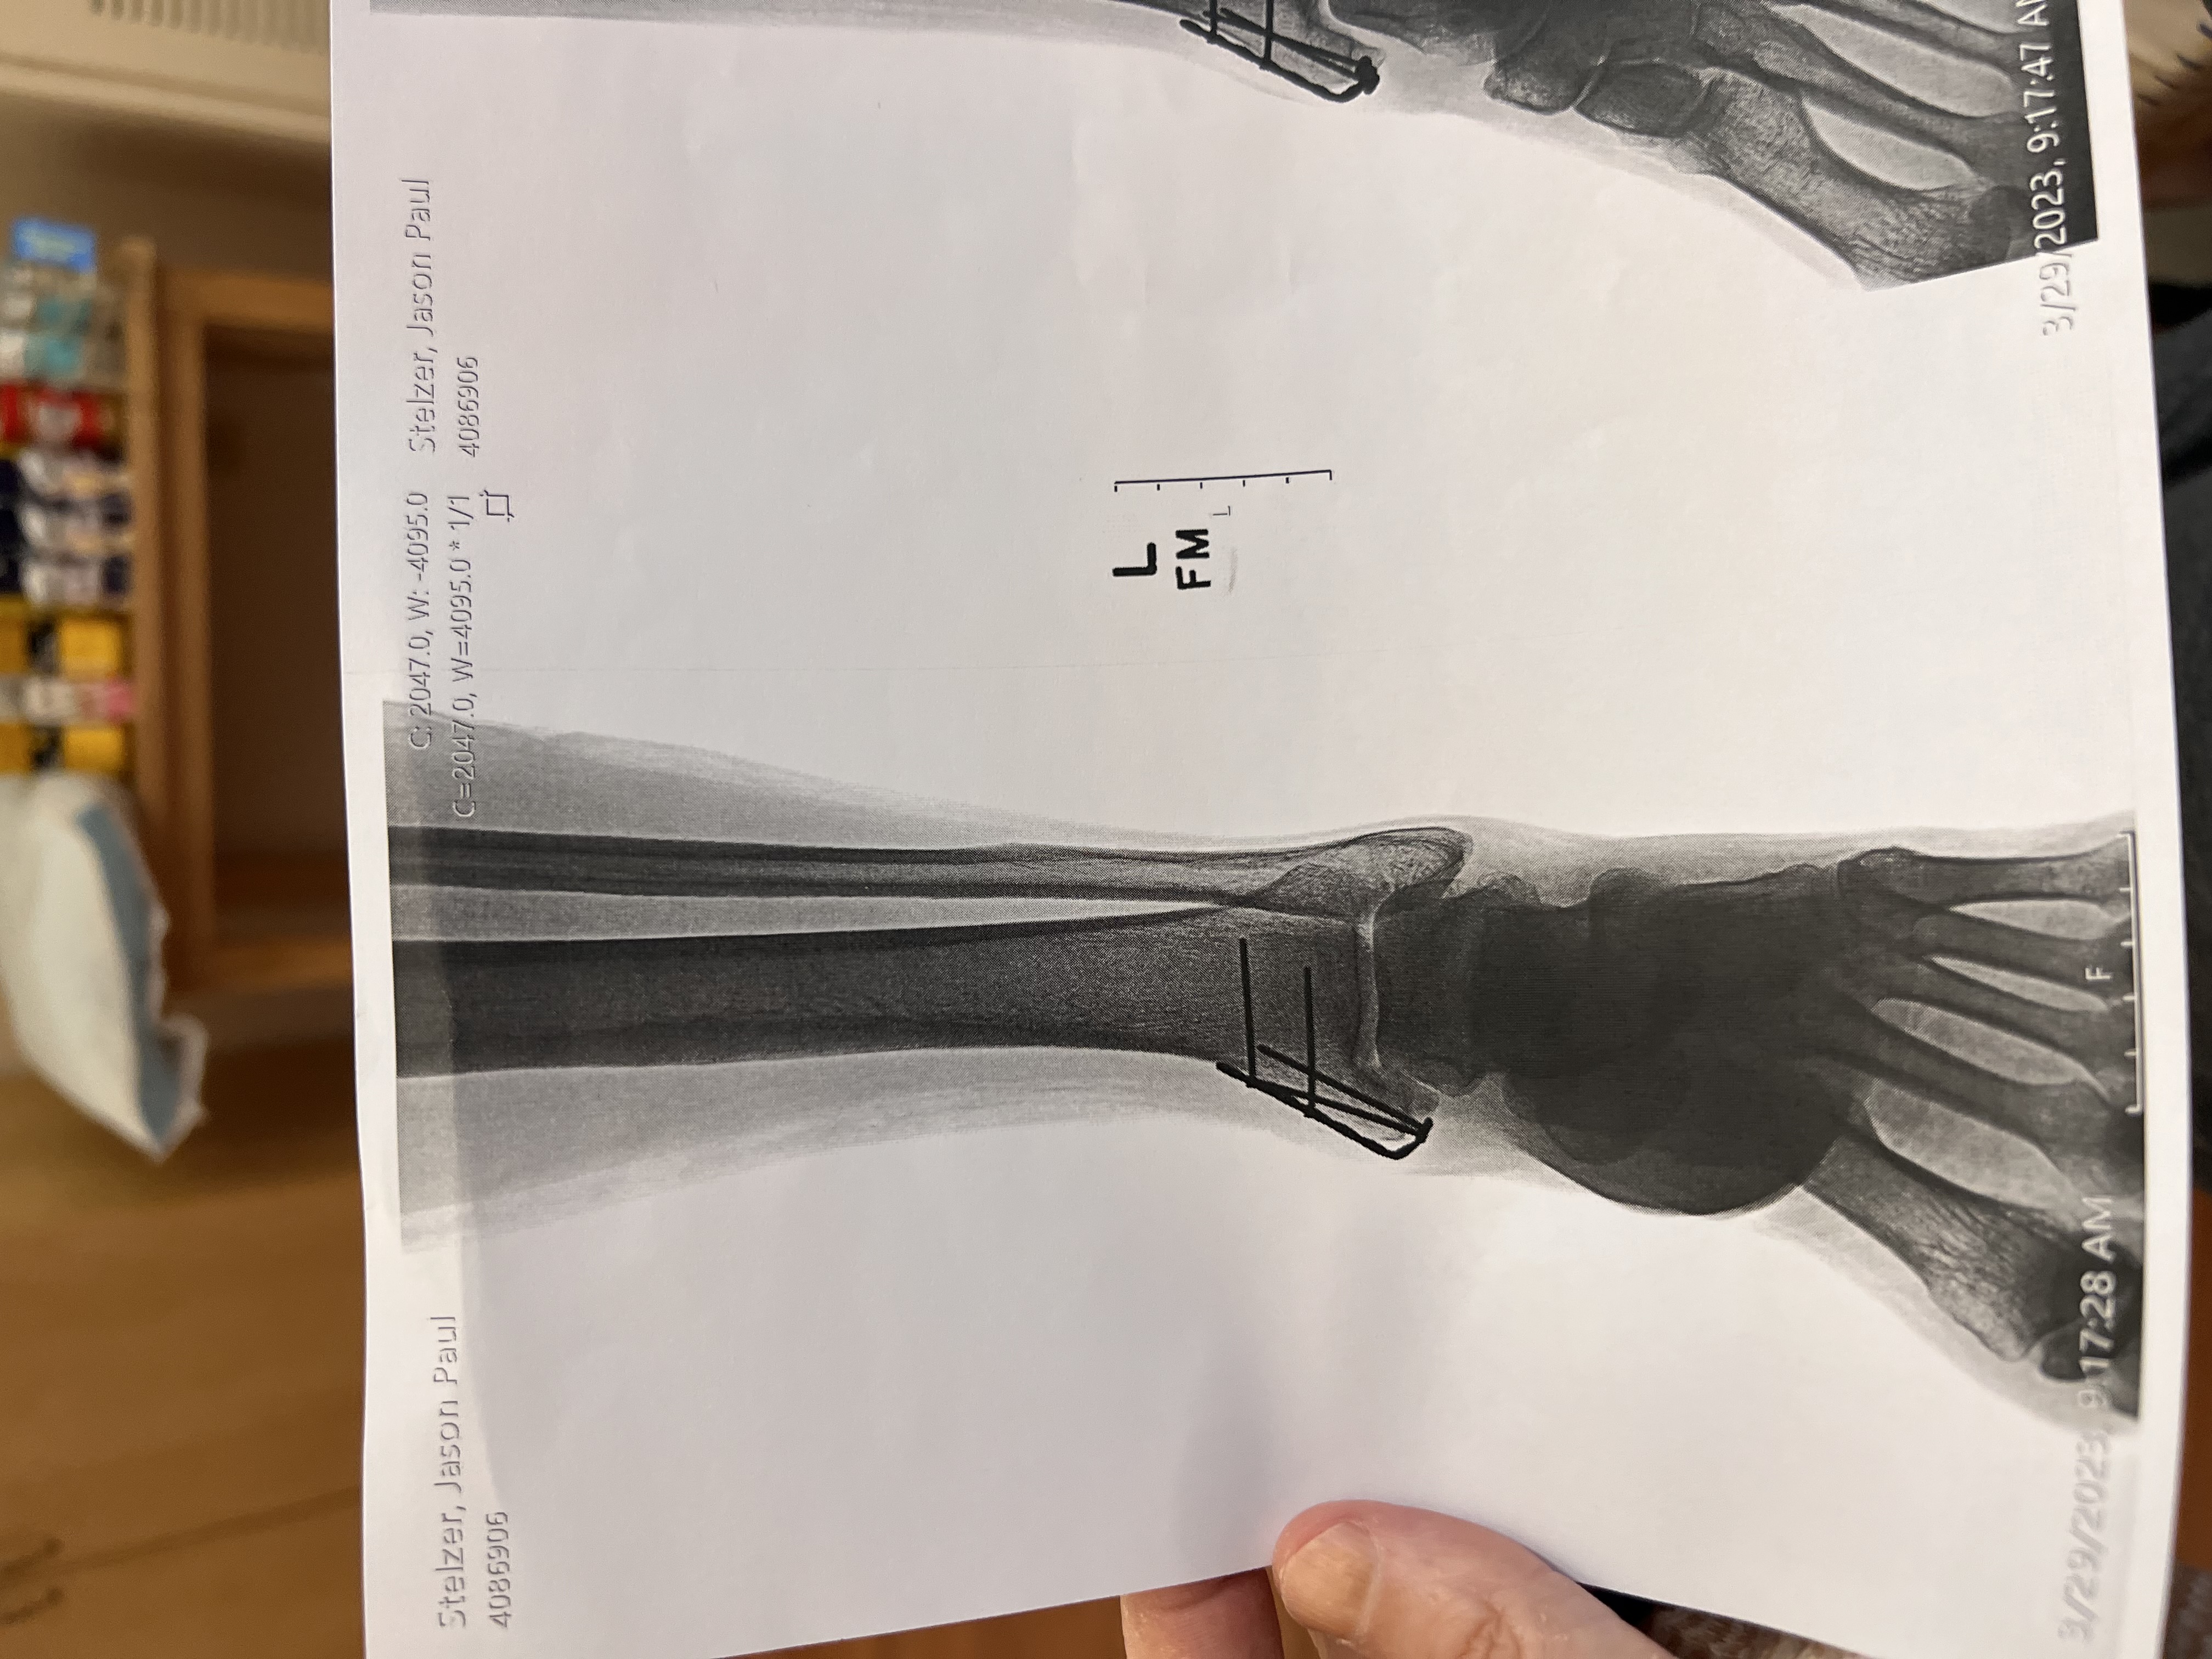 Stelzer, Jason Paul
4086906
C: 2047.0, W: -4095.0
C=2047.0, W=4095.0 * 1/1
Stelzer, Jason Paul
4086906
L
FM
L
3/29/2023, 9:17:28 AM
F
3/29/2023, 9:17:47 AM